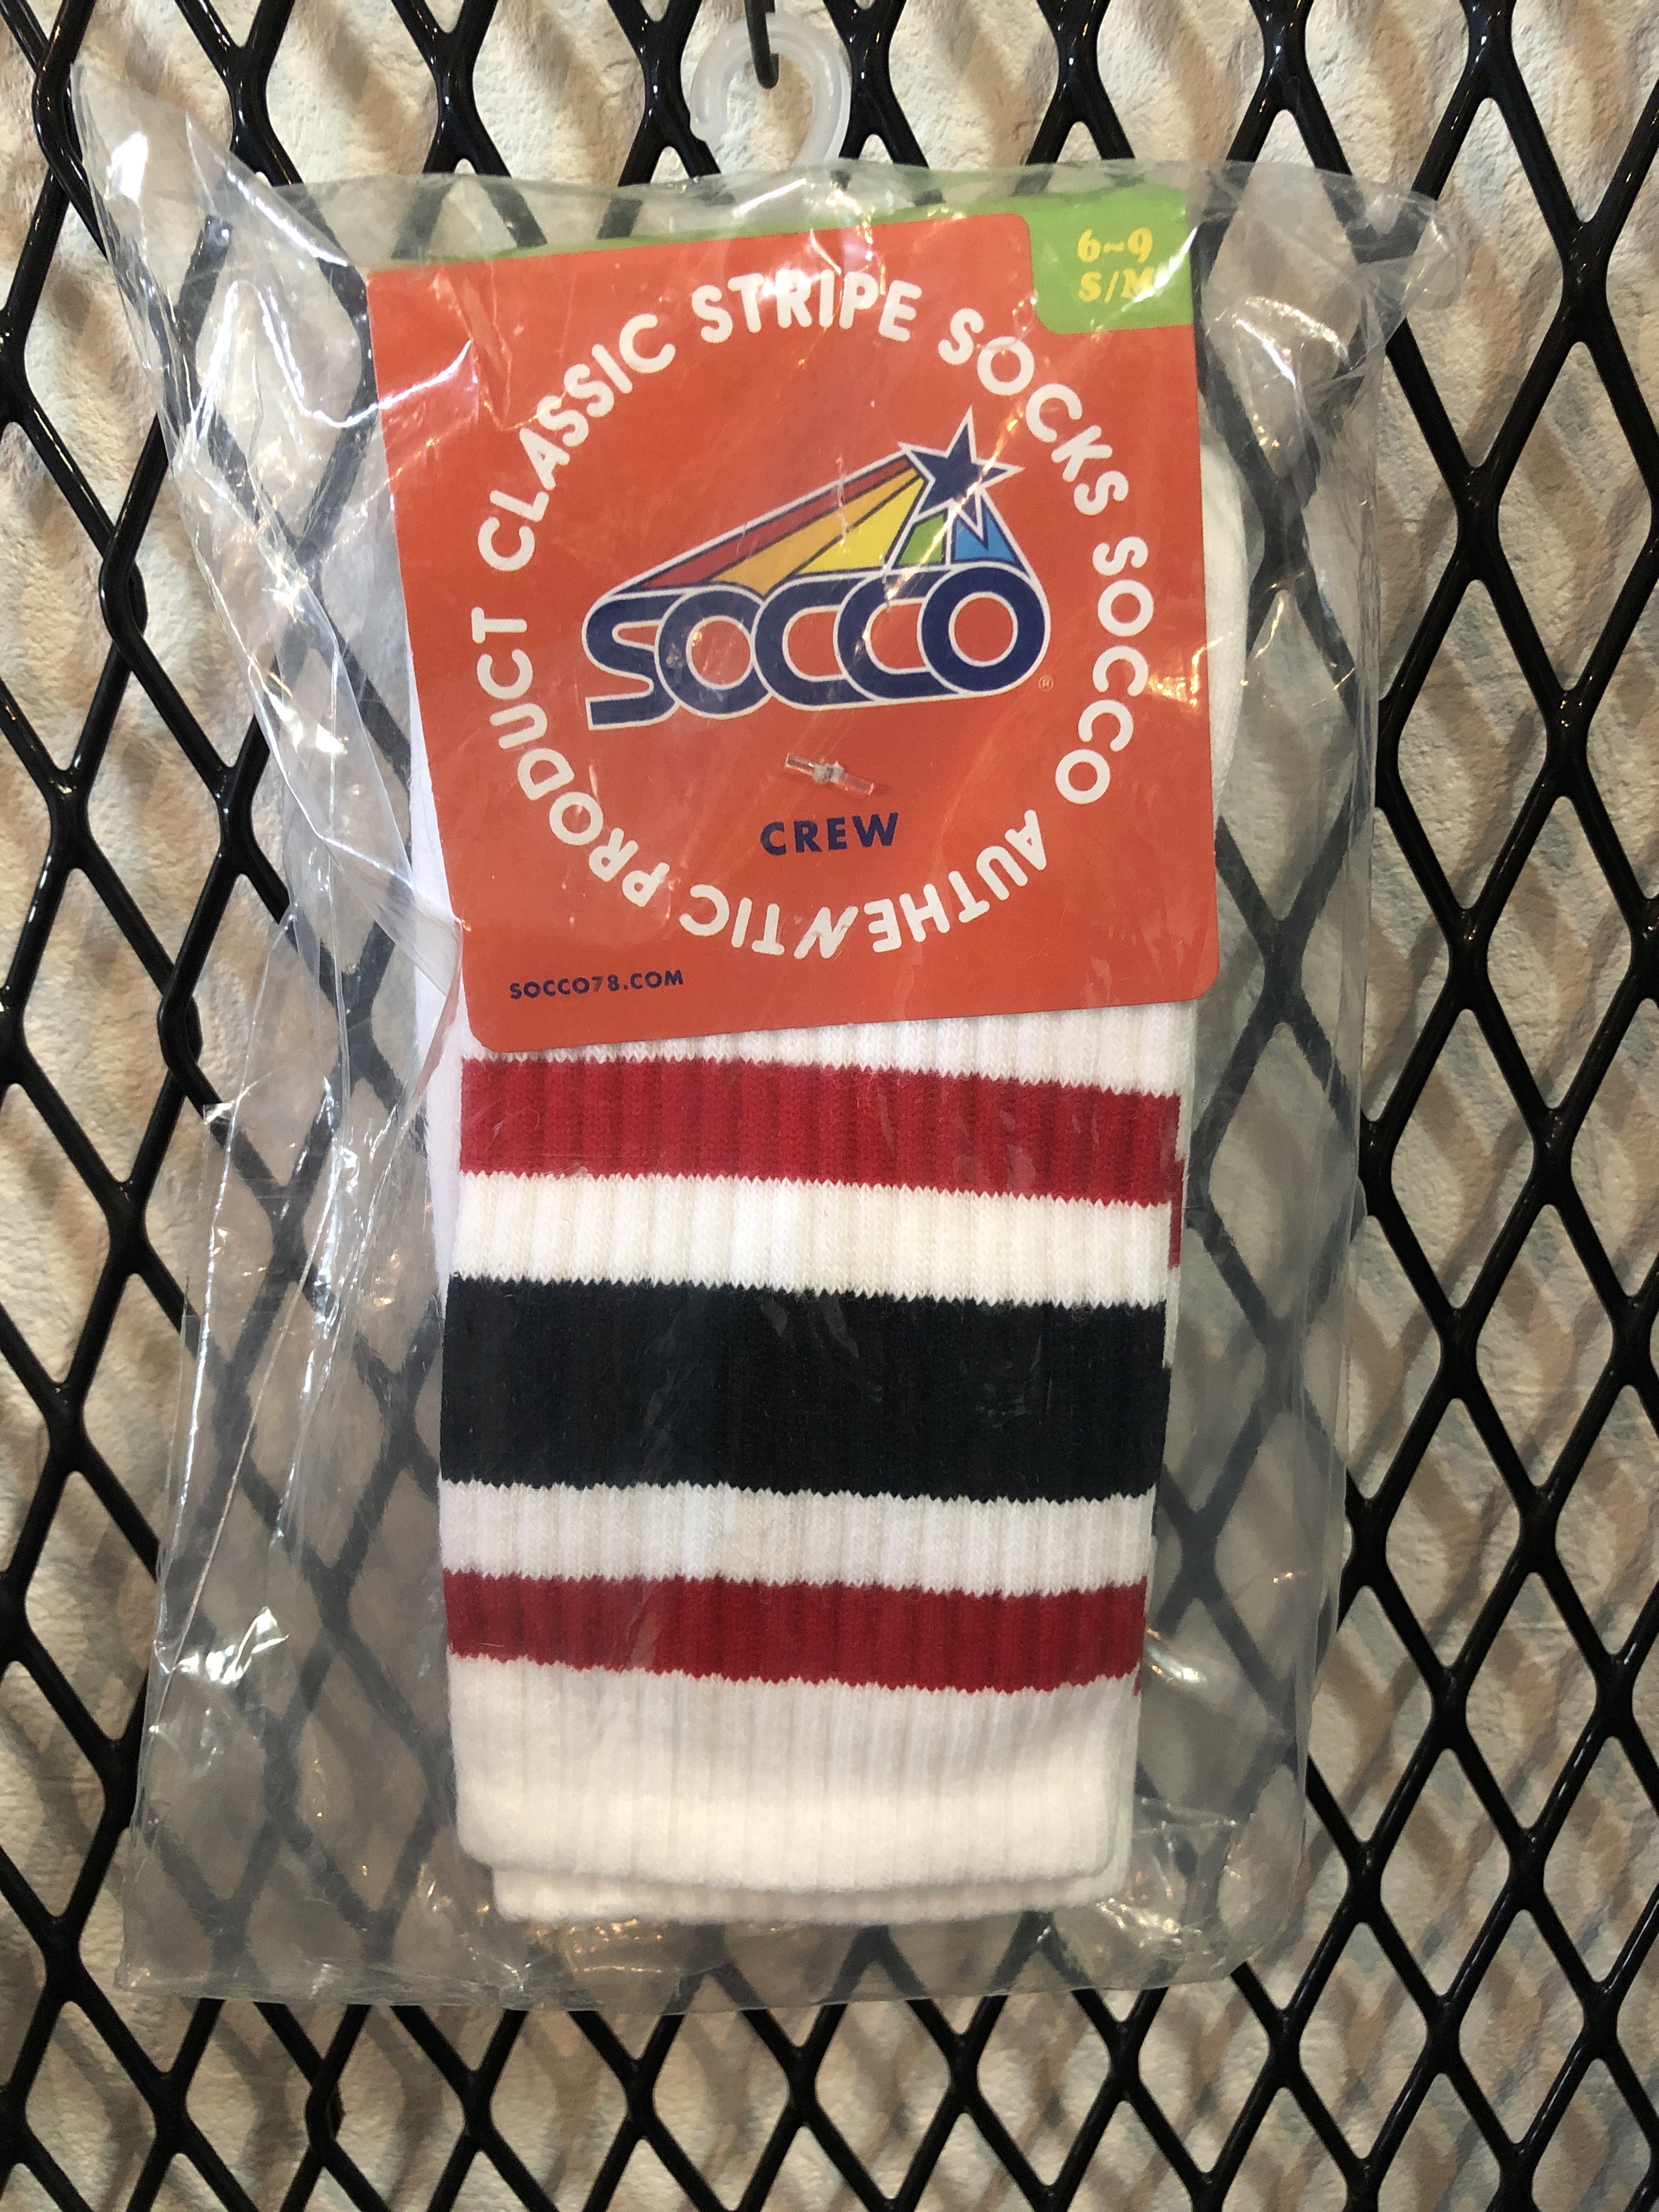 6~9
S/M
CLASSIC STRIPE SOCKS SOCCO AUTHENTIC PRODUCT
SOCCO®
CREW
SOCCO78.COM